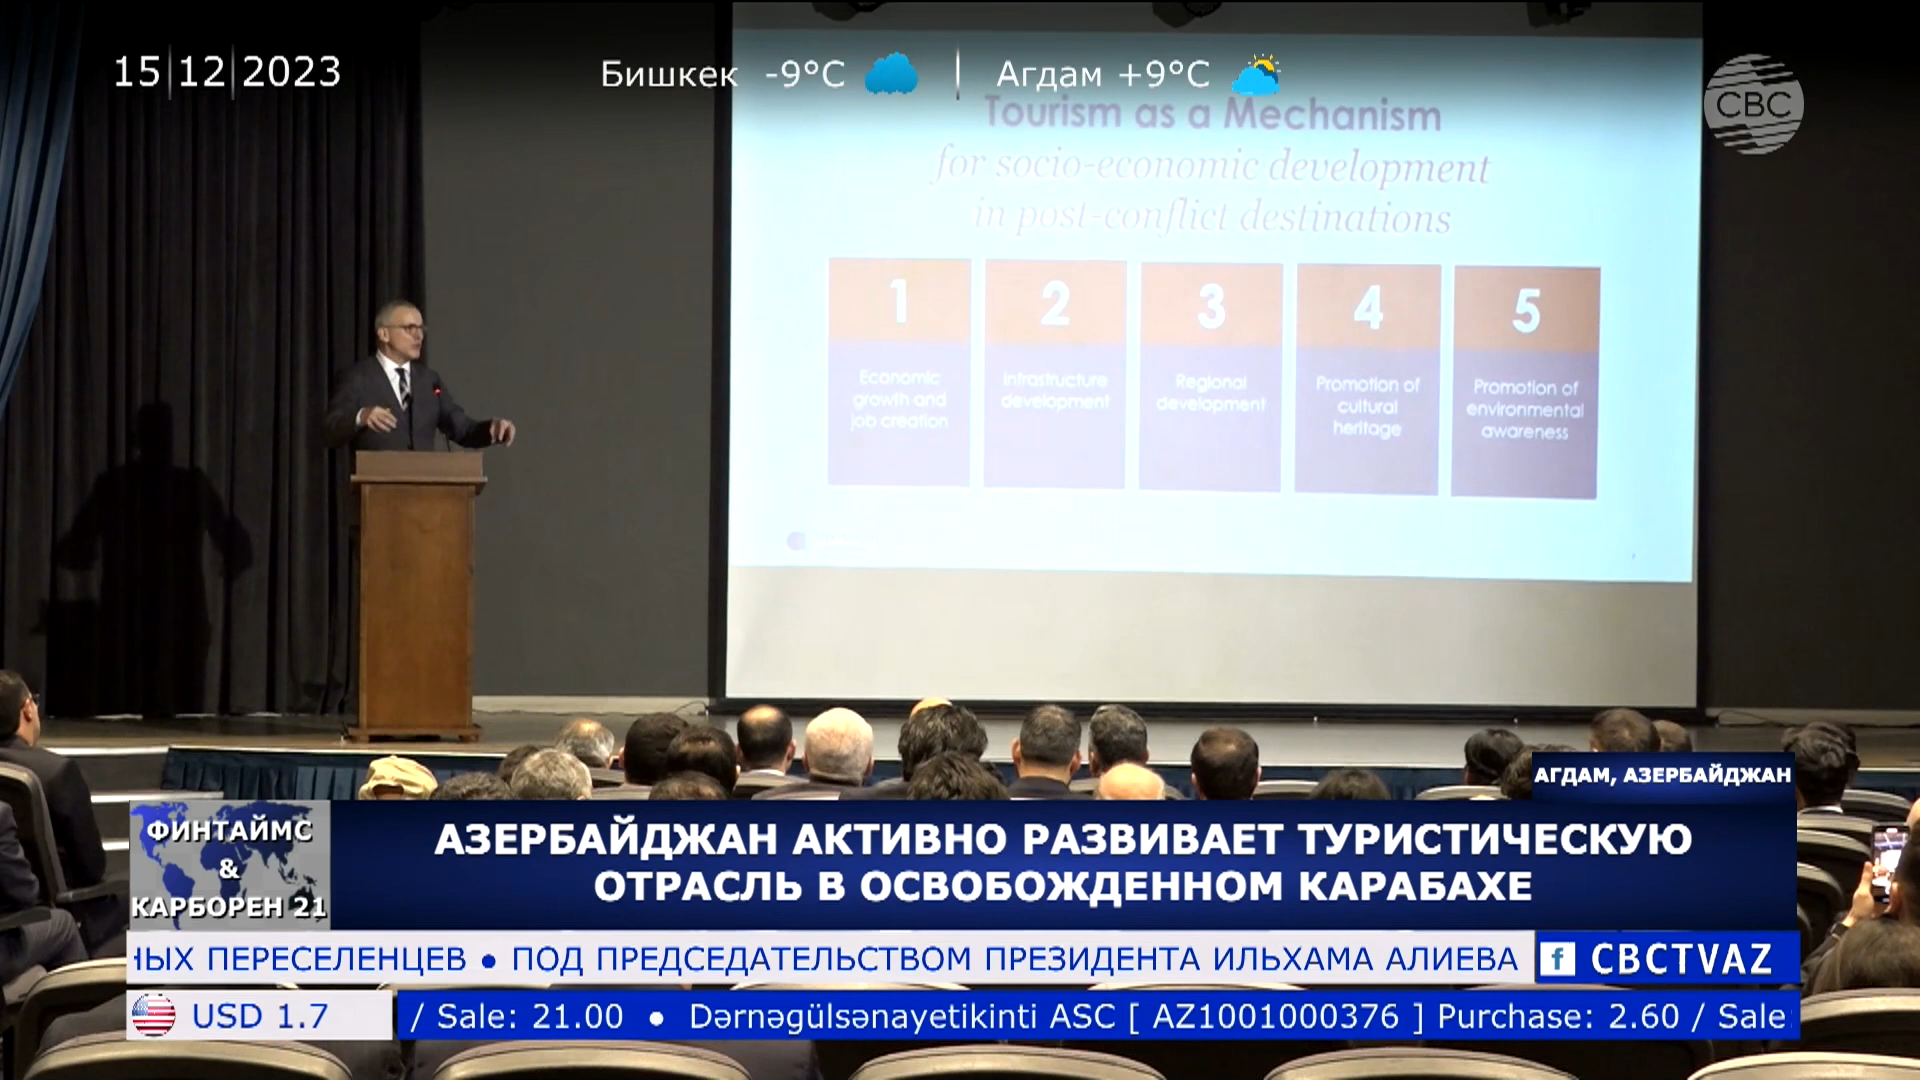 15|12|2023
Бишкек -9°C | Агдам +9°C
CBC
Tourism as a Mechanism
for socio-economic development
in post-conflict destinations
1
Economic
growth and
job creation
2
Infrastructure
development
3
Regional
development
4
Promotion of
cultural
heritage
5
Promotion of
environmental
awareness
АГДАМ, АЗЕРБАЙДЖАН
ФИНТАЙМС
&
КАРБОРЕН 21
АЗЕРБАЙДЖАН АКТИВНО РАЗВИВАЕТ ТУРИСТИЧЕСКУЮ
ОТРАСЛЬ В ОСВОБОЖДЕННОМ КАРАБАХЕ
НЫХ ПЕРЕСЕЛЕНЦЕВ ● ПОД ПРЕДСЕДАТЕЛЬСТВОМ ПРЕЗИДЕНТА ИЛЬХАМА АЛИЕВА
f CBCTVAZ
USD 1.7
/ Sale: 21.00 ● Dərnəgülsənayetikinti ASC [ AZ1001000376 ] Purchase: 2.60 / Sale